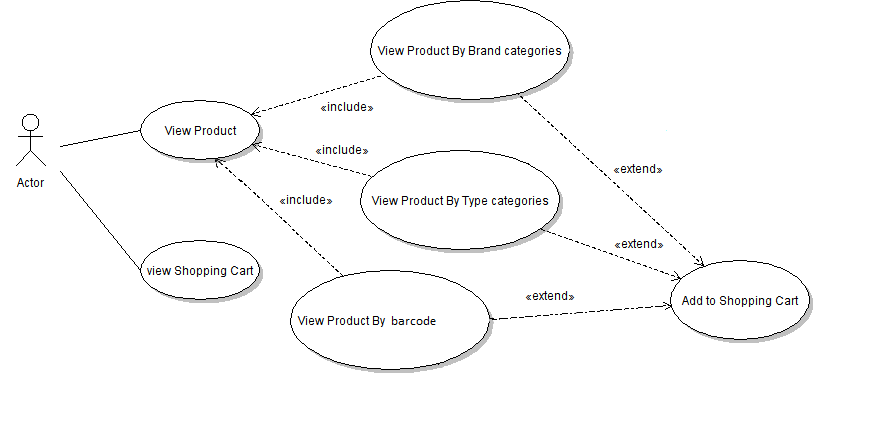 View Product By Brand categories
«include»
View Product
«include»
«extend»
Actor
View Product By Type categories
«include»
«extend»
view Shopping Cart
«extend»
Add to Shopping Cart
View Product By barcode